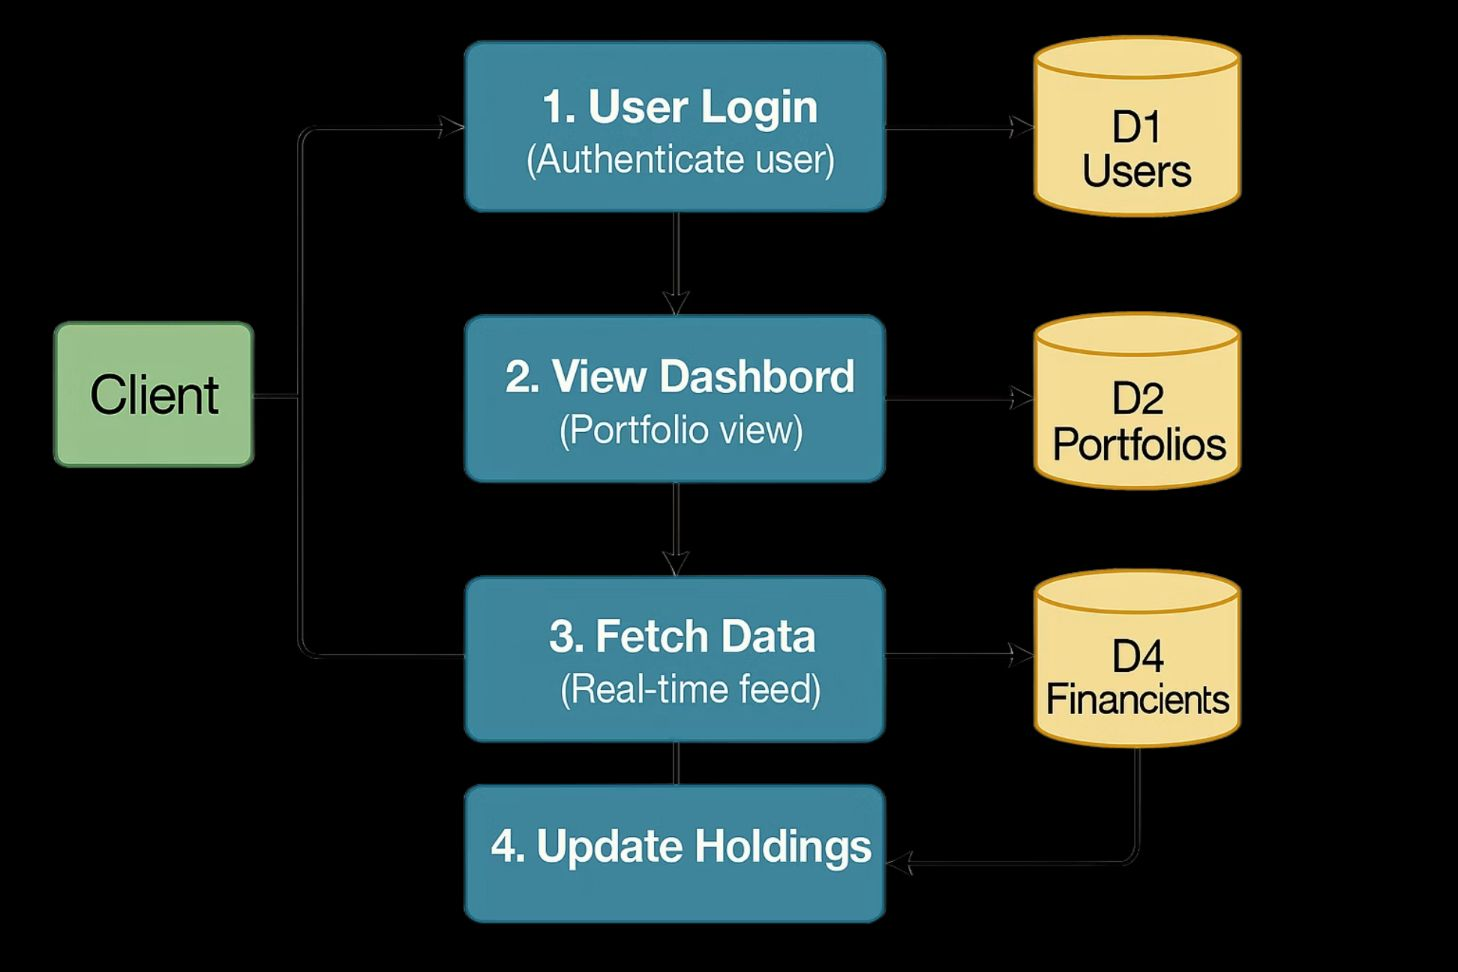 1. User Login
(Authenticate user)
D1
Users
Client
2. View Dashbord
(Portfolio view)
D2
Portfolios
3. Fetch Data
(Real-time feed)
D4
Financients
4. Update Holdings